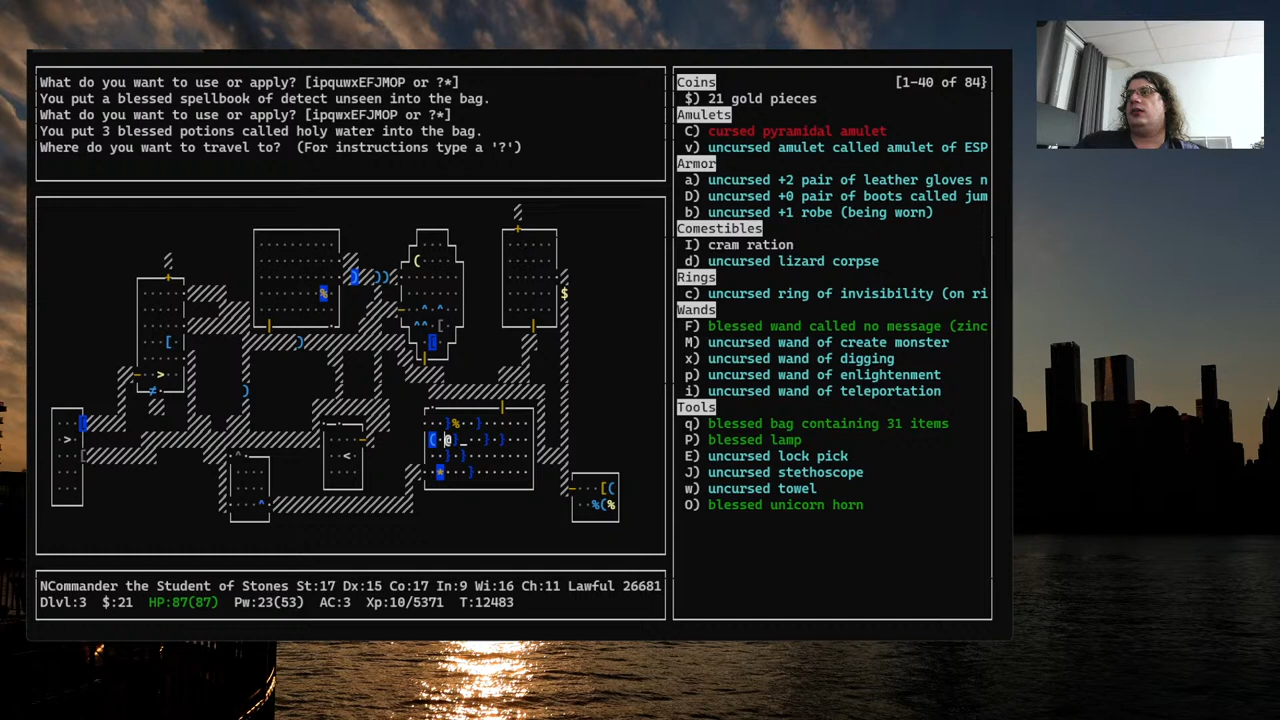 What do you want to use or apply? [ipquwxEFJMOP or ?*]
You put a blessed spellbook of detect unseen into the bag.
What do you want to use or apply? [ipqwxEFJMOP or ?*]
You put 3 blessed potions called holy water into the bag.
Where do you want to travel to?  (For instructions type a '?')
NCommander the Student of Stones St:17 Dx:15 Co:17 In:9 Wi:16 Ch:11 Lawful 26681
Dlvl:3  $:21  HP:87(87)  Pw:23(53)  AC:3  Xp:10/5371  T:12483
Coins [1-40 of 84}
$) 21 gold pieces
Amulets
C) cursed pyramidal amulet
v) uncursed amulet called amulet of ESP
Armor
a) uncursed +2 pair of leather gloves n
D) uncursed +0 pair of boots called jum
b) uncursed +1 robe (being worn)
Comestibles
I) cram ration
d) uncursed lizard corpse
Rings
c) uncursed ring of invisibility (on ri
Wands
F) blessed wand called no message (zinc
M) uncursed wand of create monster
x) uncursed wand of digging
p) uncursed wand of enlightenment
i) uncursed wand of teleportation
Tools
q) blessed bag containing 31 items
P) blessed lamp
E) uncursed lock pick
J) uncursed stethoscope
w) uncursed towel
O) blessed unicorn horn